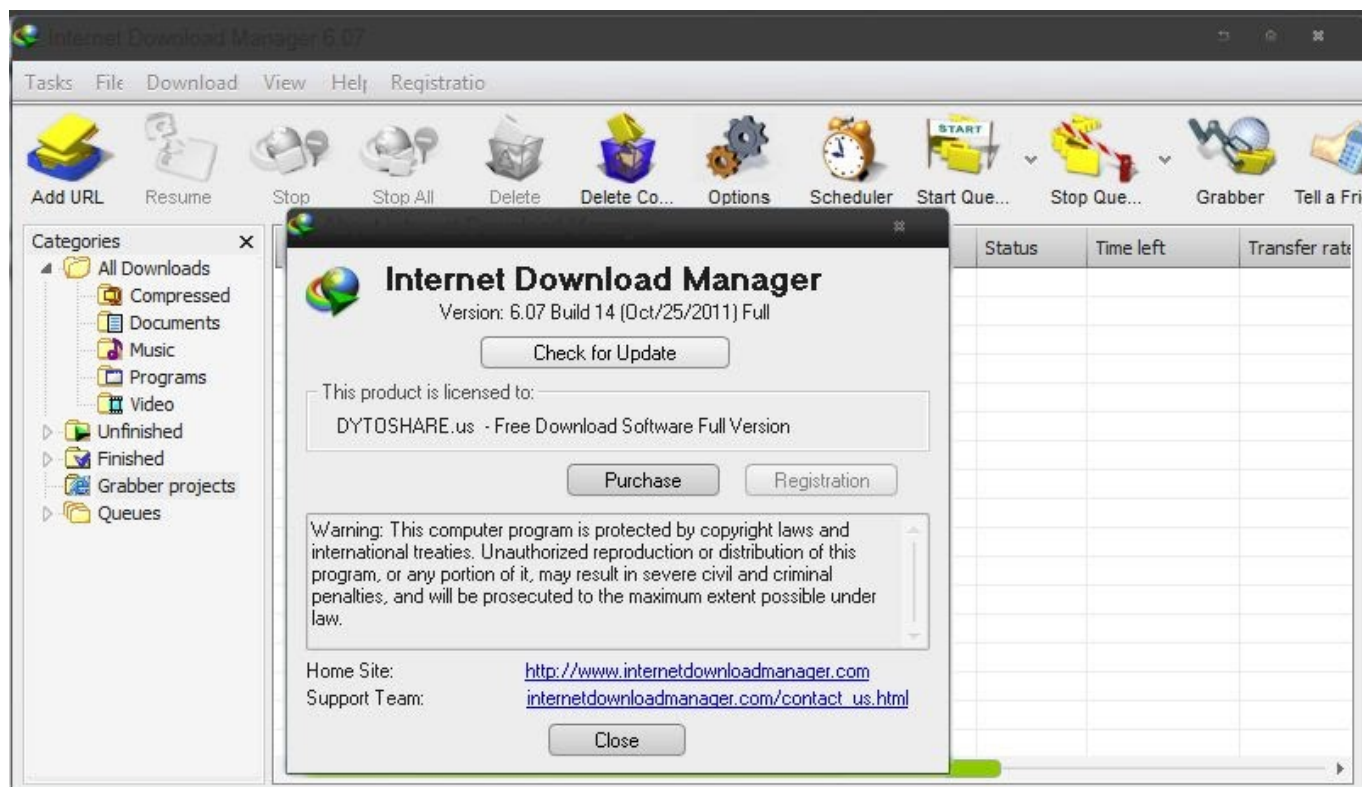 Internet Download Manager 6.07
Tasks File Download View Help Registratio
START
Add URL Resume Stop Stop All Delete Delete Co... Options Scheduler Start Que... Stop Que... Grabber Tell a Fri
Categories
All Downloads
Compressed
Documents
Music
Programs
Video
Unfinished
Finished
Grabber projects
Queues
Status Time left Transfer rate
About Internet Download Manager
Internet Download Manager
Version: 6.07 Build 14 (Oct/25/2011) Full
Check for Update
This product is licensed to:
DYTOSHARE.us - Free Download Software Full Version
Purchase Registration
Warning: This computer program is protected by copyright laws and
international treaties. Unauthorized reproduction or distribution of this
program, or any portion of it, may result in severe civil and criminal
penalties, and will be prosecuted to the maximum extent possible under
law.
Home Site: http://www.internetdownloadmanager.com
Support Team: internetdownloadmanager.com/contact_us.html
Close